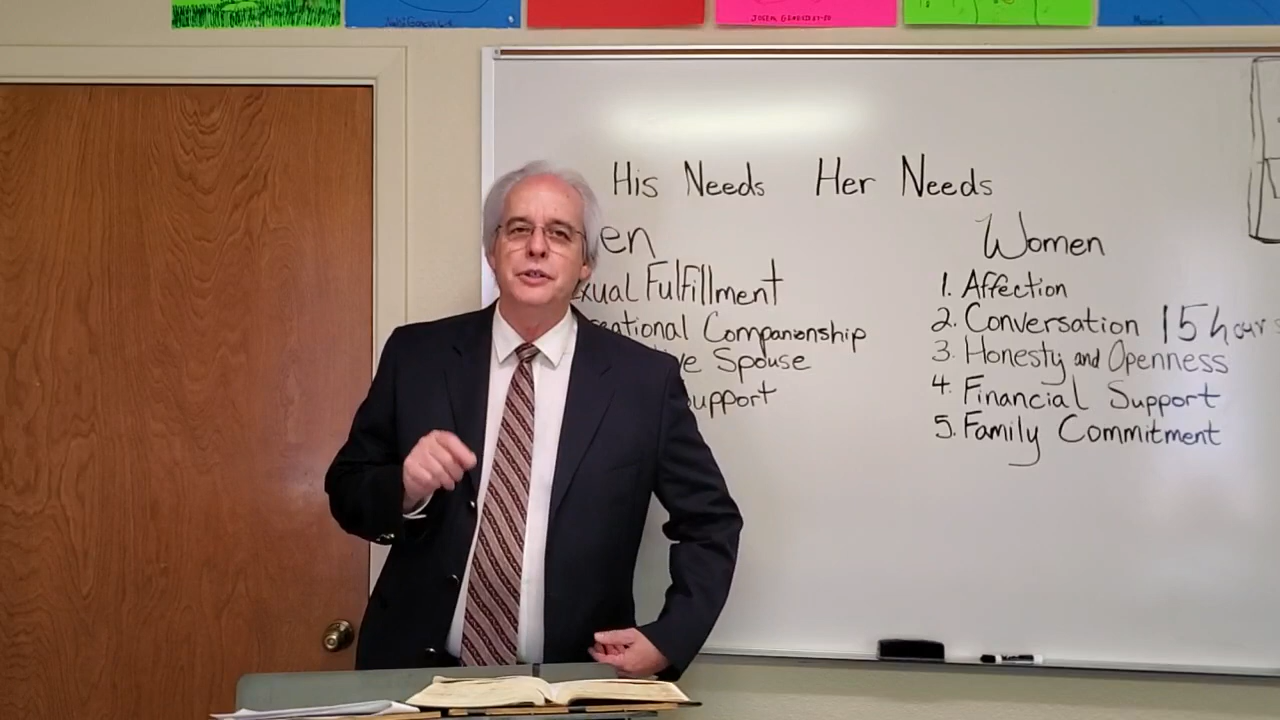 His Needs Her Needs
en
Women
xual Fulfillment
1. Affection
eational Companionship
2. Conversation 15 hour
ve Spouse
3. Honesty and Openness
upport
4. Financial Support
5. Family Commitment